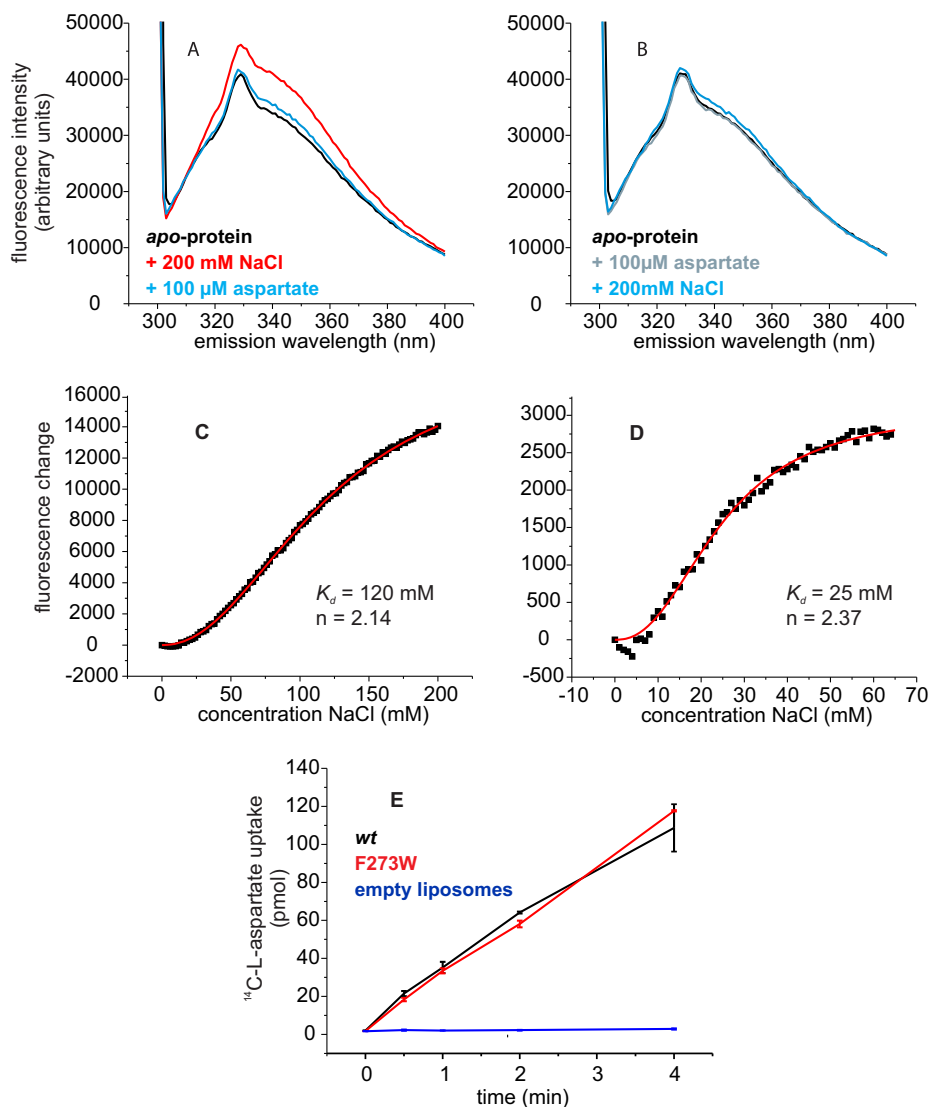 A
fluorescence intensity
(arbitrary units)
50000
40000
30000
20000
10000
0
apo-protein
+ 200 mM NaCl
+ 100 µM aspartate
300 320 340 360 380 400
emission wavelength (nm)
B
50000
40000
30000
20000
10000
0
apo-protein
+ 100µM aspartate
+ 200mM NaCl
300 320 340 360 380 400
emission wavelength (nm)
C
fluorescence change
16000
14000
12000
10000
8000
6000
4000
2000
0
-2000
Kd = 120 mM
n = 2.14
0 50 100 150 200
concentration NaCl (mM)
D
3000
2500
2000
1500
1000
500
0
-500
Kd = 25 mM
n = 2.37
-10 0 10 20 30 40 50 60 70
concentration NaCl (mM)
E
¹⁴C-L-aspartate uptake
(pmol)
140
120
100
80
60
40
20
0
wt
F273W
empty liposomes
0 1 2 3 4
time (min)